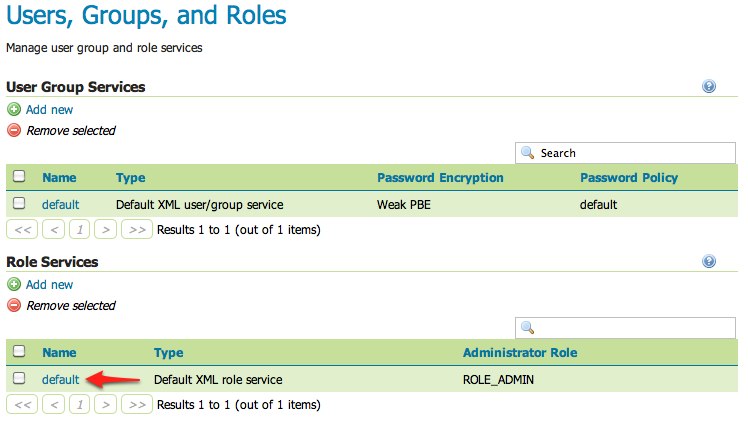 Users, Groups, and Roles
Manage user group and role services
User Group Services
Add new
Remove selected
Search
Name Type Password Encryption Password Policy
default Default XML user/group service Weak PBE default
<< < 1 > >> Results 1 to 1 (out of 1 items)
Role Services
Add new
Remove selected
Name Type Administrator Role
default Default XML role service ROLE_ADMIN
<< < 1 > >> Results 1 to 1 (out of 1 items)